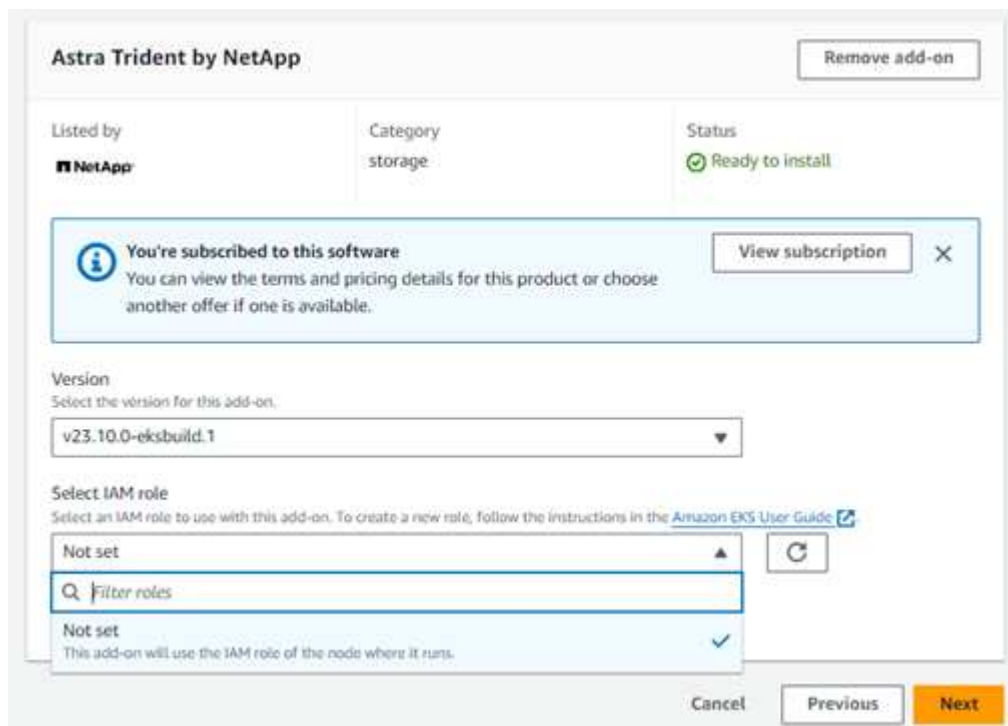 Astra Trident by NetApp
Remove add-on
Listed by
Category
Status
NetApp
storage
Ready to install
You're subscribed to this software
View subscription
You can view the terms and pricing details for this product or choose
another offer if one is available.
Version
Select the version for this add-on.
v23.10.0-eksbuild.1
Select IAM role
Select an IAM role to use with this add-on. To create a new role, follow the instructions in the Amazon EKS User Guide.
Not set
Filter roles
Not set
This add-on will use the IAM role of the node where it runs.
Cancel
Previous
Next